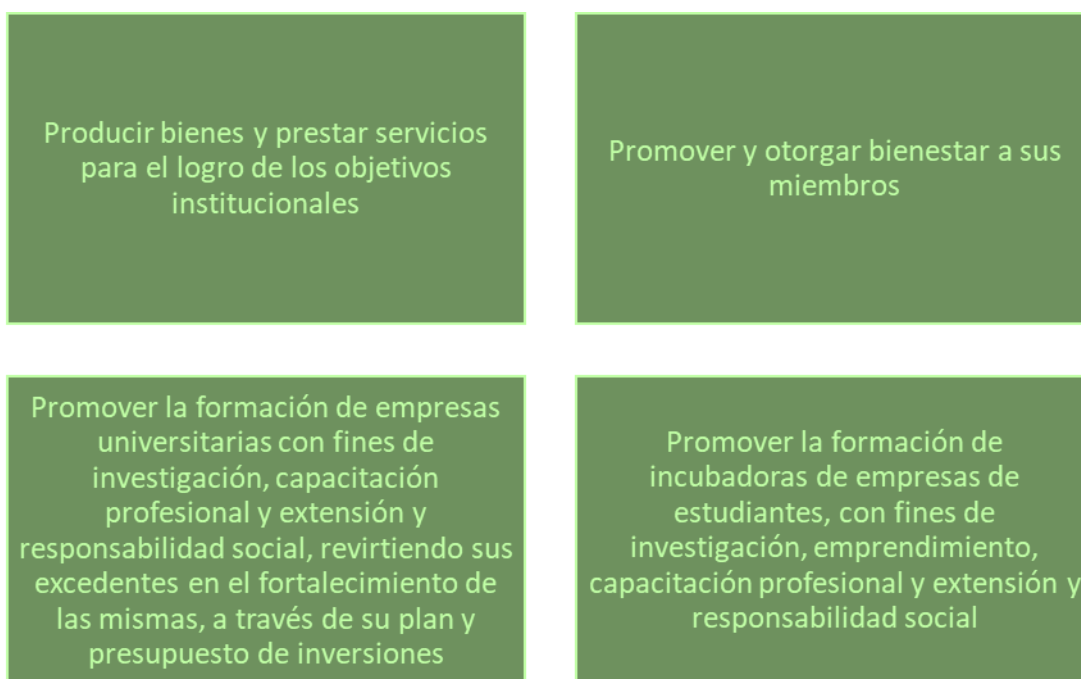 Producir bienes y prestar servicios
para el logro de los objetivos
institucionales
Promover y otorgar bienestar a sus
miembros
Promover la formación de empresas
universitarias con fines de
investigación, capacitación
profesional y extensión y
responsabilidad social, revirtiendo sus
excedentes en el fortalecimiento de
las mismas, a través de su plan y
presupuesto de inversiones
Promover la formación de
incubadoras de empresas de
estudiantes, con fines de
investigación, emprendimiento,
capacitación profesional y extensión y
responsabilidad social